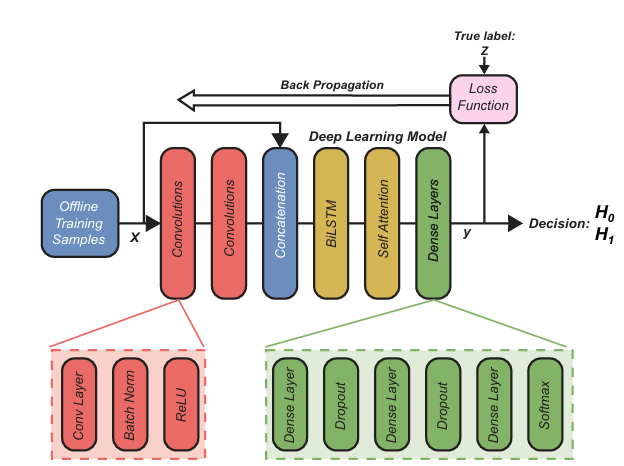 True label:
Z
Loss
Function
Back Propagation
Deep Learning Model
Offline
Training
Samples
X
Convolutions
Convolutions
Concatenation
BiLSTM
Self Attention
Dense Layers
y
Decision:
H0
H1
Conv Layer
Batch Norm
ReLU
Dense Layer
Dropout
Dense Layer
Dropout
Dense Layer
Softmax